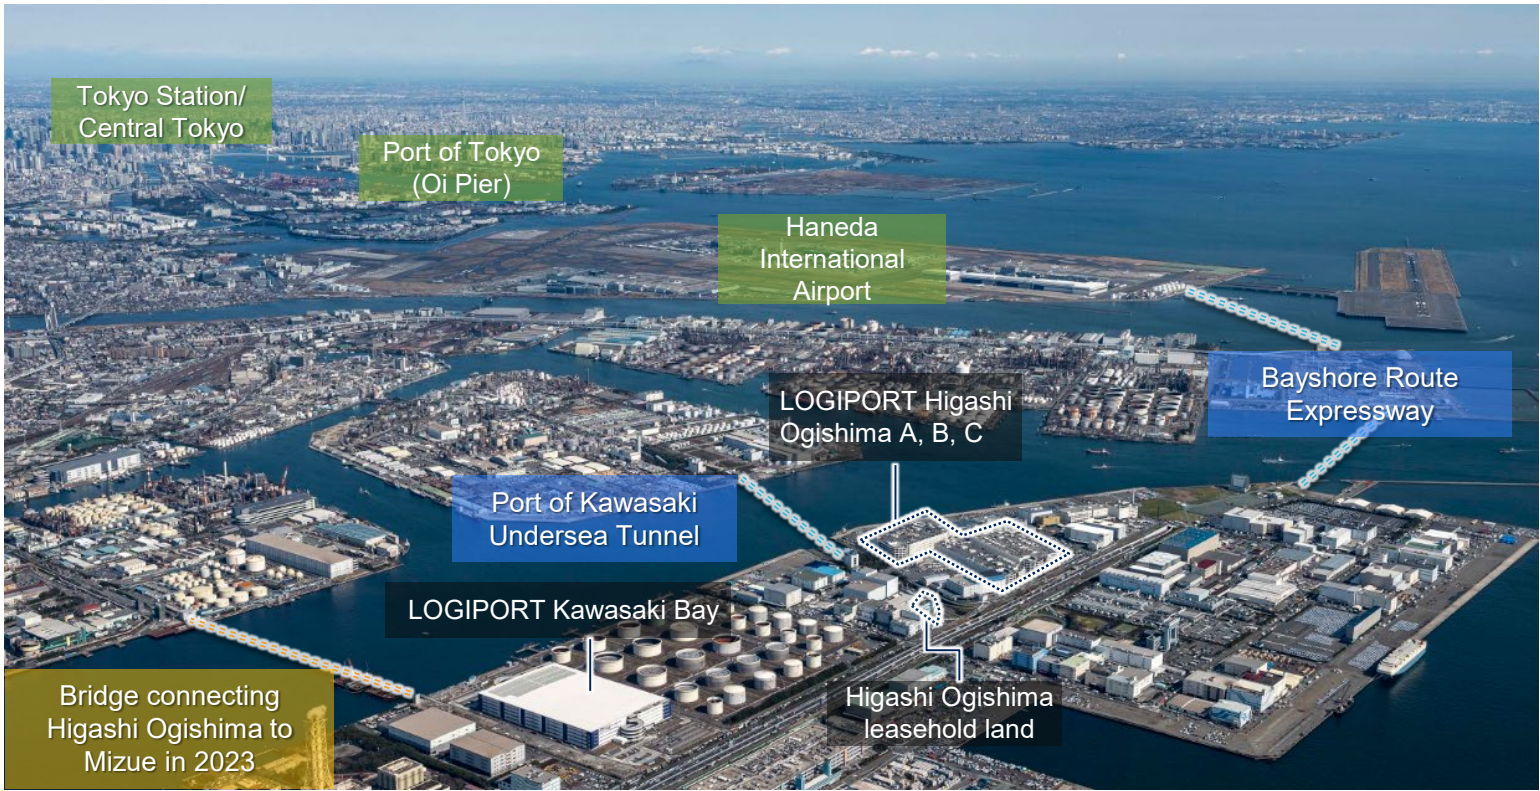 Tokyo Station/
Central Tokyo
Port of Tokyo
(Oi Pier)
Haneda
International
Airport
Bayshore Route
Expressway
LOGIPORT Higashi
Ogishima A, B, C
Port of Kawasaki
Undersea Tunnel
LOGIPORT Kawasaki Bay
Higashi Ogishima
leasehold land
Bridge connecting
Higashi Ogishima to
Mizue in 2023